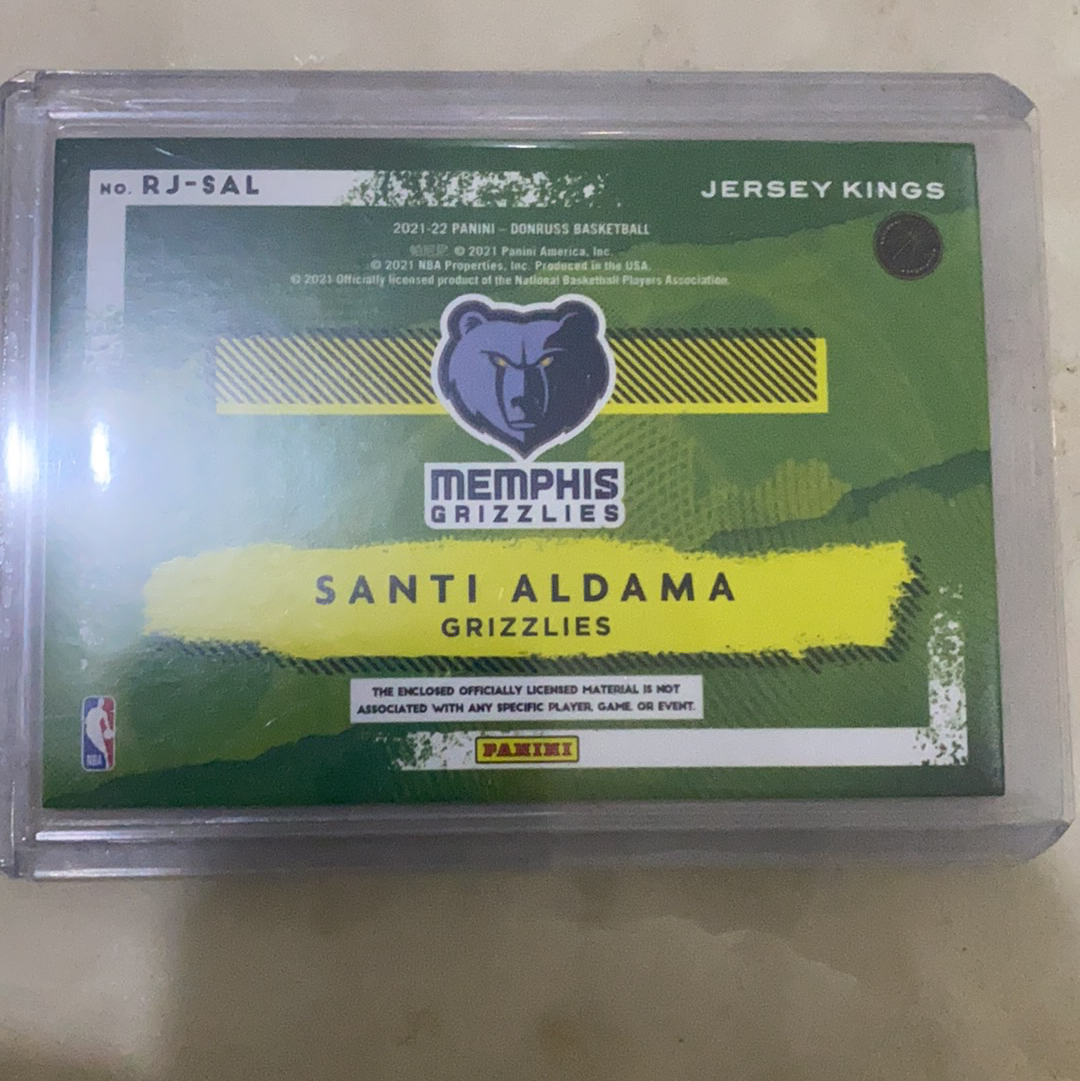 NO. RJ-SAL
JERSEY KINGS
2021-22 PANINI – DONRUSS BASKETBALL
© 2021 Panini America, Inc.
© 2021 NBA Properties, Inc. Produced in the USA.
© 2021 Officially licensed product of the National Basketball Players Association.
MEMPHIS
GRIZZLIES
SANTI ALDAMA
GRIZZLIES
THE ENCLOSED OFFICIALLY LICENSED MATERIAL IS NOT
ASSOCIATED WITH ANY SPECIFIC PLAYER, GAME, OR EVENT.
PANINI
NBA